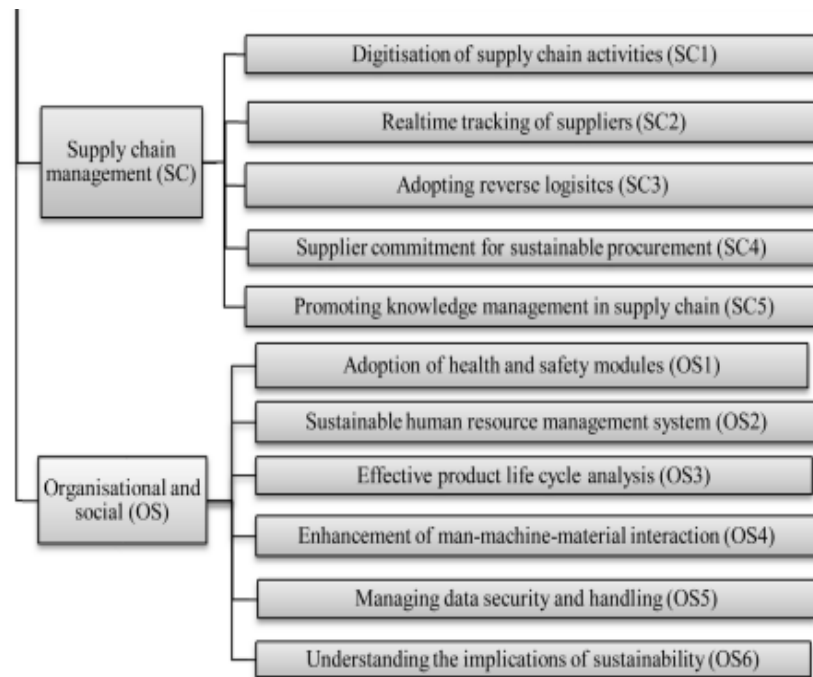 Digitisation of supply chain activities (SC1)
Realtime tracking of suppliers (SC2)
Supply chain
management (SC)
Adopting reverse logisitcs (SC3)
Supplier commitment for sustainable procurement (SC4)
Promoting knowledge management in supply chain (SC5)
Adoption of health and safety modules (OS1)
Sustainable human resource management system (OS2)
Effective product life cycle analysis (OS3)
Organisational and
social (OS)
Enhancement of man-machine-material interaction (OS4)
Managing data security and handling (OS5)
Understanding the implications of sustainability (OS6)